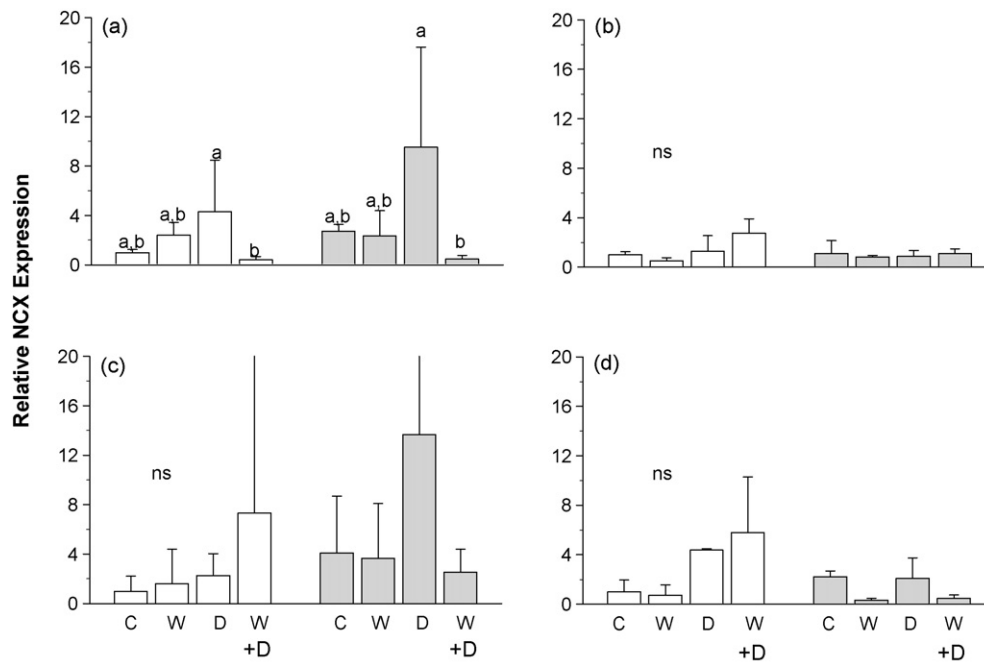 Relative NCX Expression
(a)
20
16
12
8
4
0
a,b
a,b
a
b
a,b
a,b
a
b
(b)
20
16
12
8
4
0
ns
(c)
20
16
12
8
4
0
ns
C W D W C W D W
+D +D
(d)
20
16
12
8
4
0
ns
C W D W C W D W
+D +D